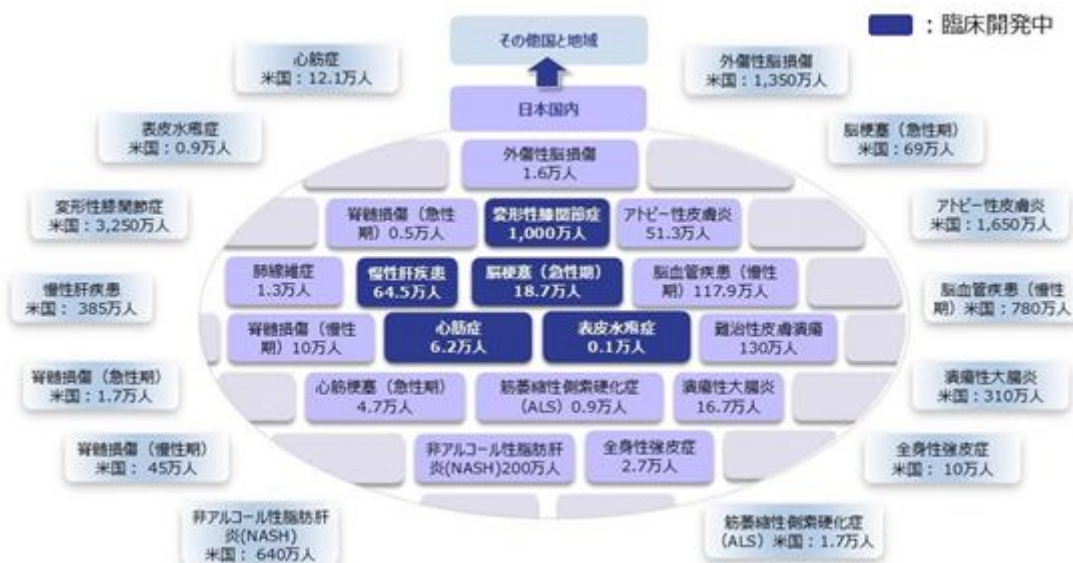 ：臨床開発中
その他国と地域
日本国内
心筋症
米国：12.1万人
外傷性脳損傷
米国：1,350万人
表皮水疱症
米国：0.9万人
脳梗塞（急性期）
米国：69万人
変形性膝関節症
米国：3,250万人
アトピー性皮膚炎
米国：1,650万人
慢性肝疾患
米国： 385万人
脳血管疾患（慢性
期）米国：780万人
脊髄損傷（急性期）
米国：1.7万人
潰瘍性大腸炎
米国：310万人
脊髄損傷（慢性期）
米国： 45万人
全身性強皮症
米国： 10万人
非アルコール性脂肪肝
炎(NASH)
米国： 640万人
筋萎縮性側索硬化症
（ALS）米国：1.7万人
外傷性脳損傷
1.6万人
脊髄損傷（急性
期）0.5万人
変形性膝関節症
1,000万人
アトピー性皮膚炎
51.3万人
肺線維症
1.3万人
慢性肝疾患
64.5万人
脳梗塞（急性期）
18.7万人
脳血管疾患（慢性
期）117.9万人
脊髄損傷（慢性
期）10万人
心筋症
6.2万人
表皮水疱症
0.1万人
難治性皮膚潰瘍
130万人
心筋梗塞（急性期）
4.7万人
筋萎縮性側索硬化症
（ALS）0.9万人
潰瘍性大腸炎
16.7万人
非アルコール性脂肪肝
炎(NASH)200万人
全身性強皮症
2.7万人